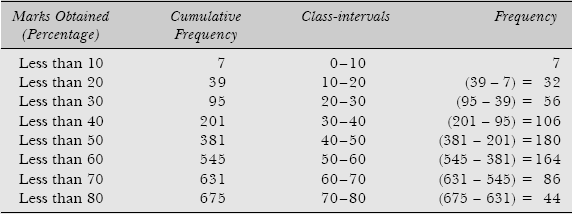 Marks Obtained Cumulative Class-intervals Frequency
(Percentage) Frequency
Less than 10 7 0–10 7
Less than 20 39 10–20 (39 – 7) = 32
Less than 30 95 20–30 (95 – 39) = 56
Less than 40 201 30–40 (201 – 95) =106
Less than 50 381 40–50 (381 – 201) =180
Less than 60 545 50–60 (545 – 381) =164
Less than 70 631 60–70 (631 – 545) = 86
Less than 80 675 70–80 (675 – 631) = 44